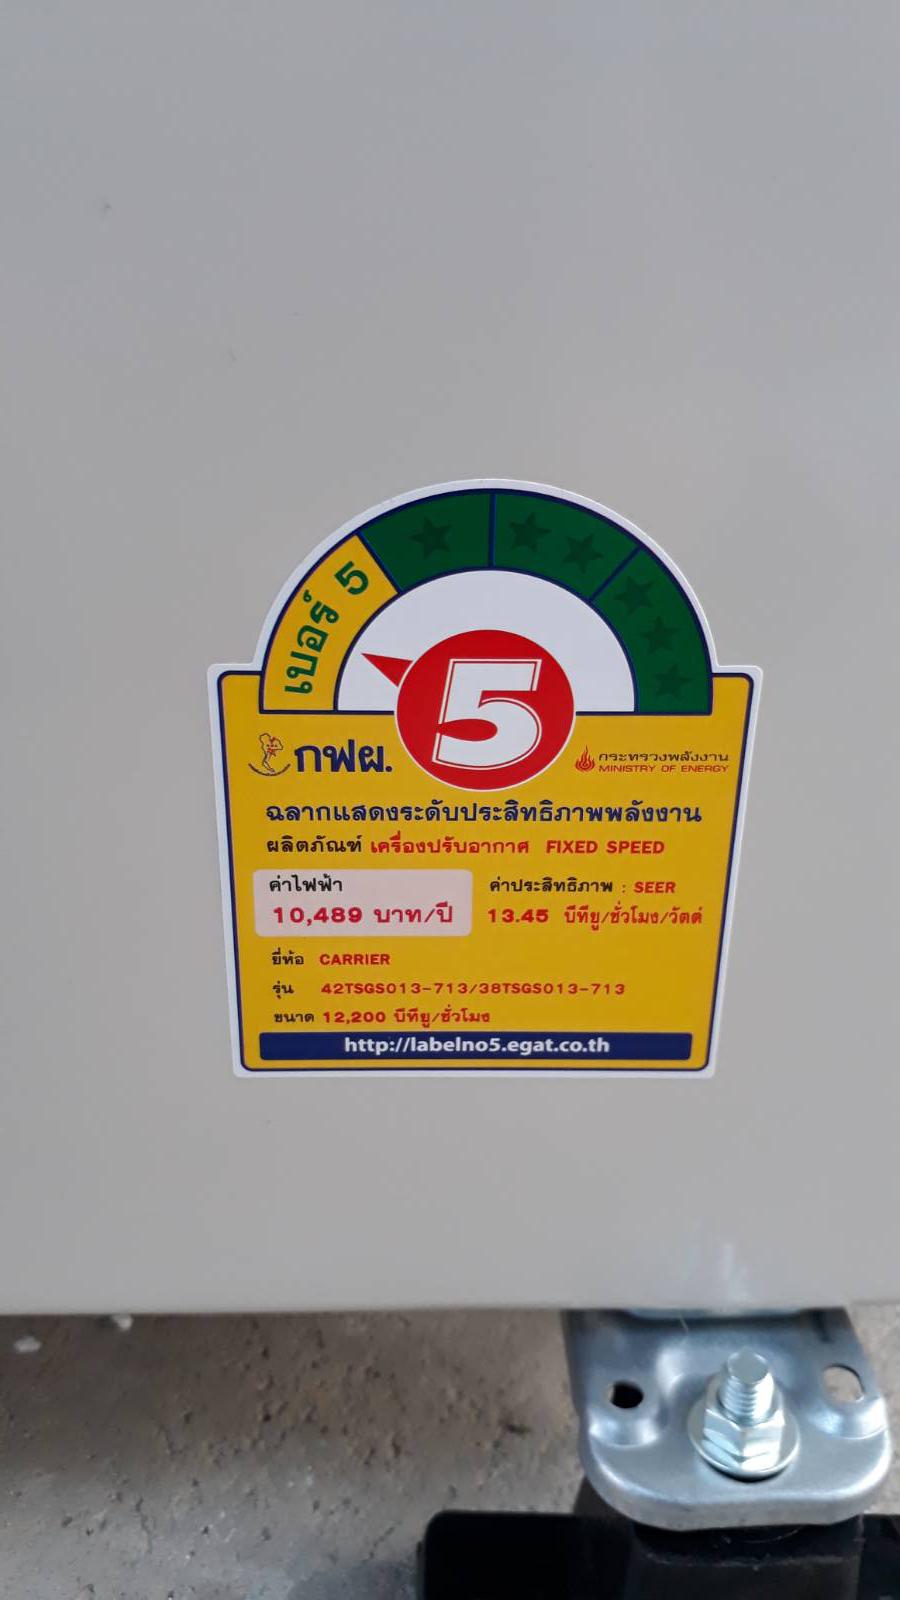 เบอร์ 5
5
กฟผ.
กระทรวงพลังงาน
MINISTRY OF ENERGY
ฉลากแสดงระดับประสิทธิภาพพลังงาน
ผลิตภัณฑ์ เครื่องปรับอากาศ FIXED SPEED
ค่าไฟฟ้า
10,489 บาท/ปี
ค่าประสิทธิภาพ : SEER
13.45 บีทียู/ชั่วโมง/วัตต์
ยี่ห้อ CARRIER
รุ่น 42TSGS013-713/38TSGS013-713
ขนาด 12,200 บีทียู/ชั่วโมง
http://labelno5.egat.co.th